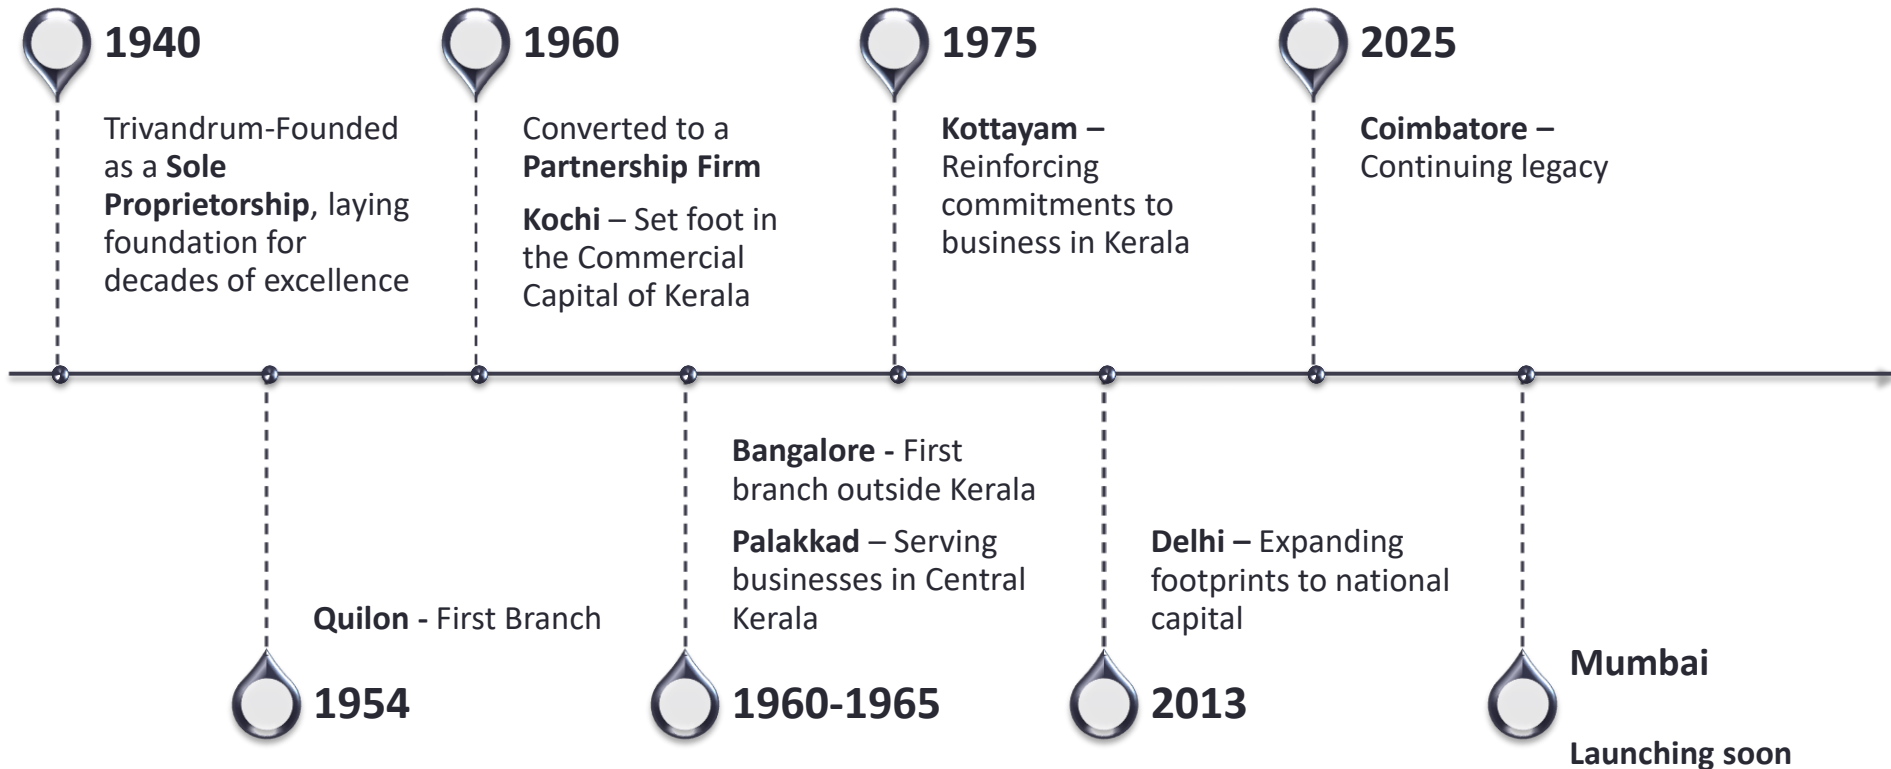 1940
Trivandrum-Founded
as a Sole
Proprietorship, laying
foundation for
decades of excellence
1960
Converted to a
Partnership Firm
Kochi – Set foot in
the Commercial
Capital of Kerala
1975
Kottayam –
Reinforcing
commitments to
business in Kerala
2025
Coimbatore –
Continuing legacy
Quilon - First Branch
1954
Bangalore - First
branch outside Kerala
Palakkad – Serving
businesses in Central
Kerala
1960-1965
Delhi – Expanding
footprints to national
capital
2013
Mumbai
Launching soon